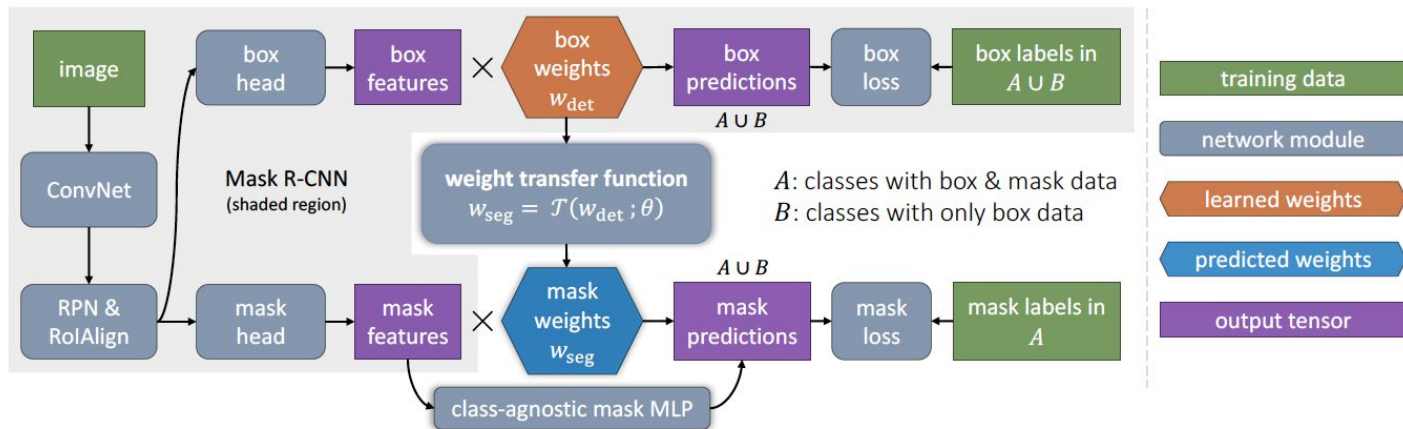 image
ConvNet
RPN &
RoIAlign
box
head
box
features
×
box
weights
w_det
box
predictions
A ∪ B
box
loss
box labels in
A ∪ B
Mask R-CNN
(shaded region)
weight transfer function
w_seg = 𝒯(w_det ; θ)
A: classes with box & mask data
B: classes with only box data
mask
head
mask
features
×
mask
weights
w_seg
A ∪ B
mask
predictions
mask
loss
mask labels in
A
class-agnostic mask MLP
training data
network module
learned weights
predicted weights
output tensor